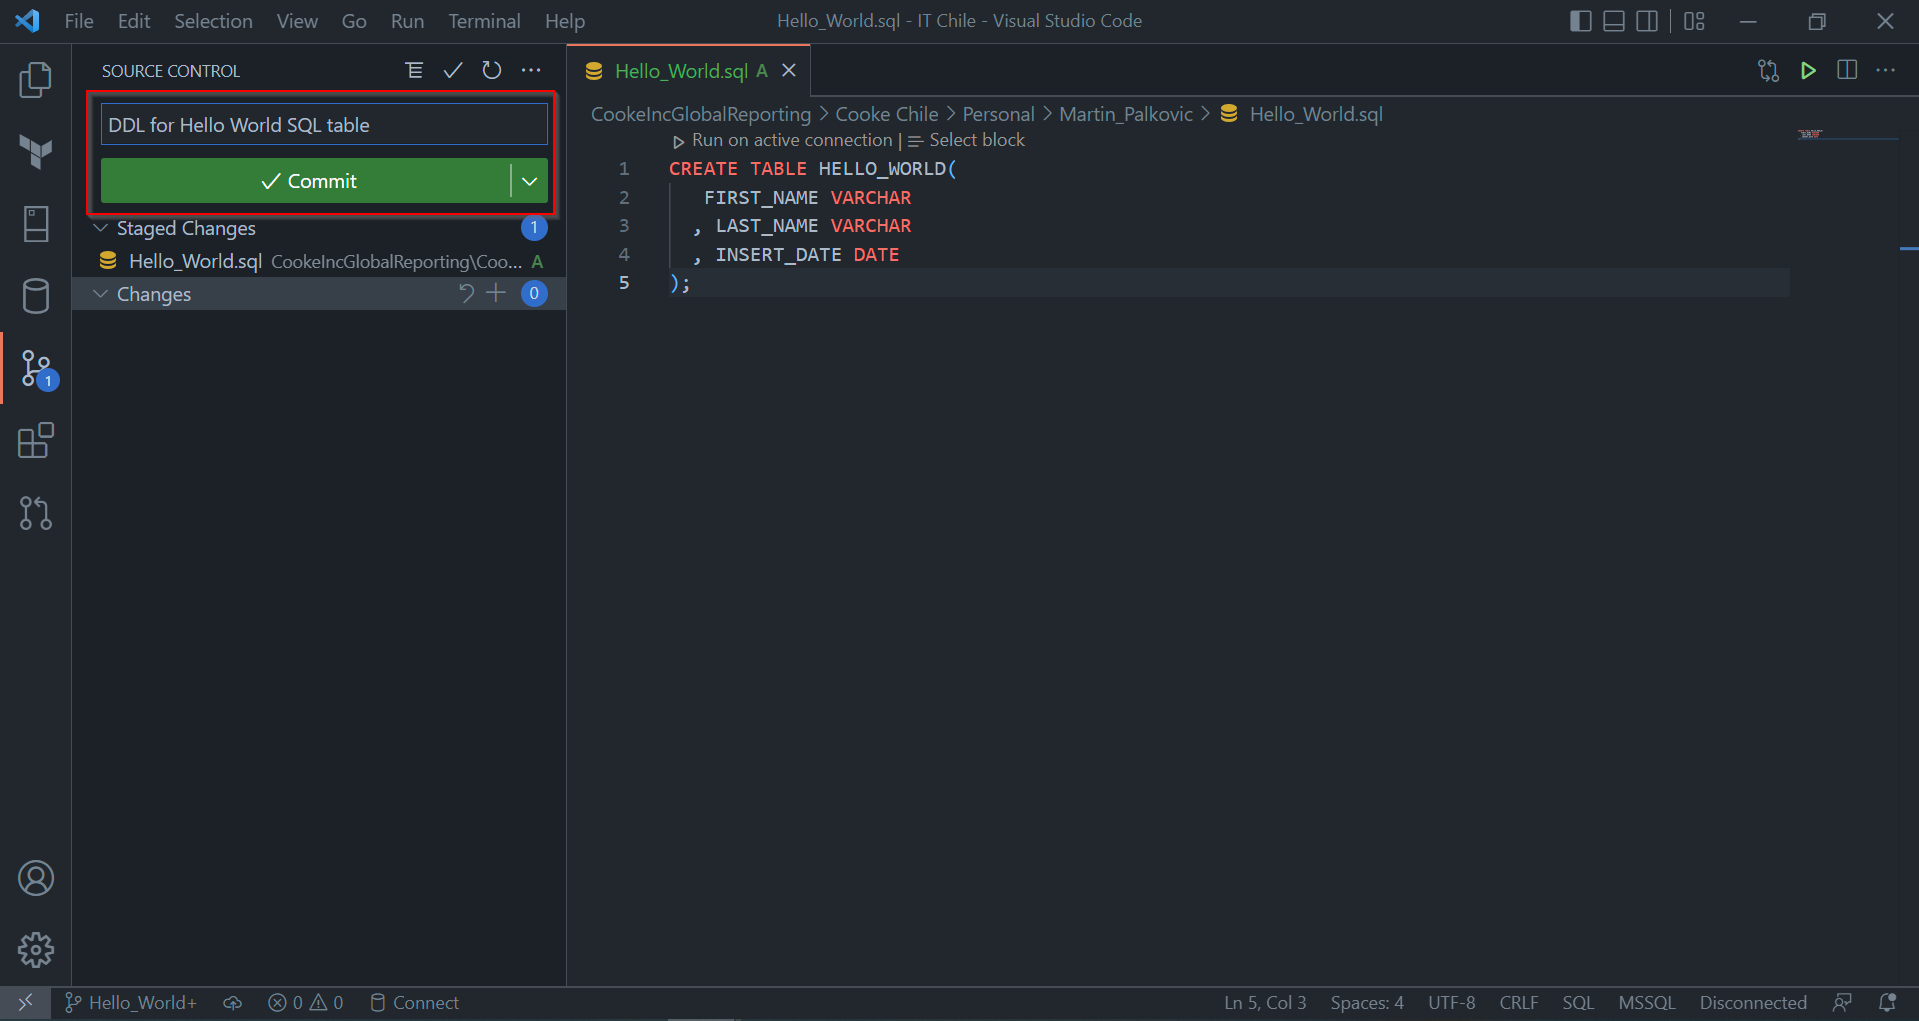 File Edit Selection View Go Run Terminal Help
Hello_World.sql - IT Chile - Visual Studio Code
SOURCE CONTROL
DDL for Hello World SQL table
Commit
Staged Changes 1
Hello_World.sql CookeIncGlobalReporting\Coo... A
Changes 0
1
Hello_World.sql A
CookeIncGlobalReporting > Cooke Chile > Personal > Martin_Palkovic > Hello_World.sql
Run on active connection | Select block
1 CREATE TABLE HELLO_WORLD(
2 FIRST_NAME VARCHAR
3 , LAST_NAME VARCHAR
4 , INSERT_DATE DATE
5 );
Hello_World+ 0 0 Connect
Ln 5, Col 3 Spaces: 4 UTF-8 CRLF SQL MSSQL Disconnected